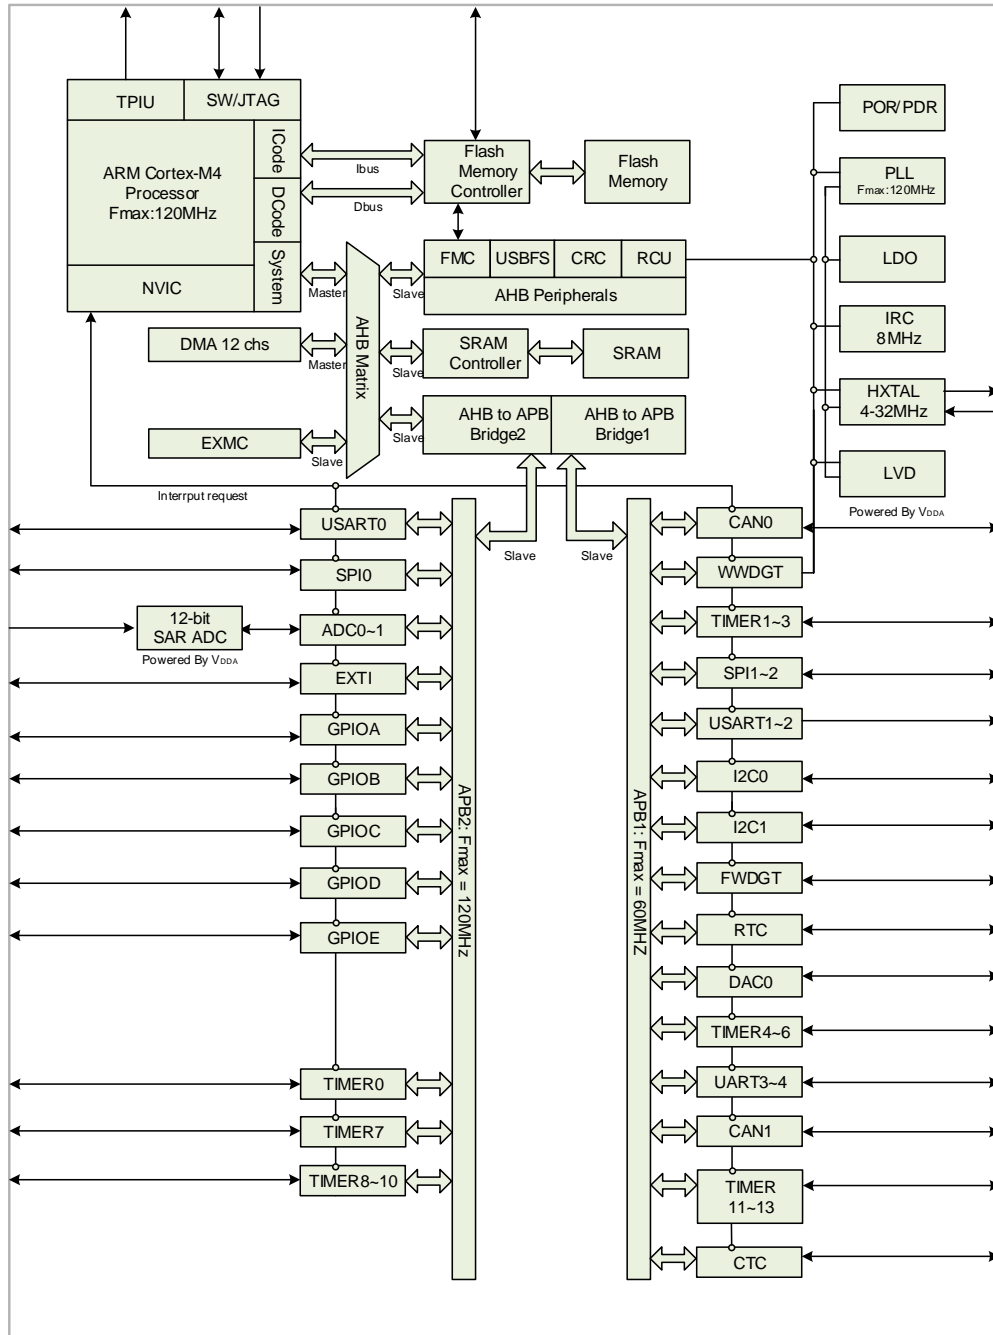 TPIU
SW/JTAG
ARM Cortex-M4
Processor
Fmax:120MHz
ICode
DCode
System
NVIC
Ibus
Dbus
Flash
Memory
Controller
Flash
Memory
FMC
USBFS
CRC
RCU
AHB Peripherals
Master
Slave
AHB Matrix
DMA 12 chs
Master
Slave
SRAM
Controller
SRAM
EXMC
Slave
Slave
AHB to APB
Bridge2
AHB to APB
Bridge1
POR/PDR
PLL
Fmax:120MHz
LDO
IRC
8MHz
HXTAL
4-32MHz
LVD
Powered By VDDA
Interrput request
Slave
Slave
USART0
SPI0
12-bit
SAR ADC
Powered By VDDA
ADC0~1
EXTI
GPIOA
GPIOB
GPIOC
GPIOD
GPIOE
TIMER0
TIMER7
TIMER8~10
APB2: Fmax = 120MHz
APB1: Fmax = 60MHZ
CAN0
WWDGT
TIMER1~3
SPI1~2
USART1~2
I2C0
I2C1
FWDGT
RTC
DAC0
TIMER4~6
UART3~4
CAN1
TIMER
11~13
CTC